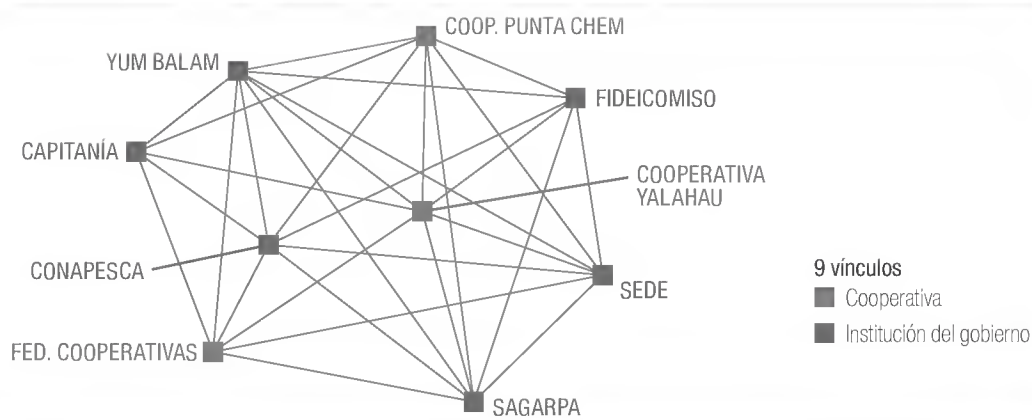 COOP. PUNTA CHEM
YUM BALAM
FIDEICOMISO
CAPITANÍA
COOPERATIVA
YALAHAU
CONAPESCA
SEDE
9 vínculos
Cooperativa
Institución del gobierno
FED. COOPERATIVAS
SAGARPA